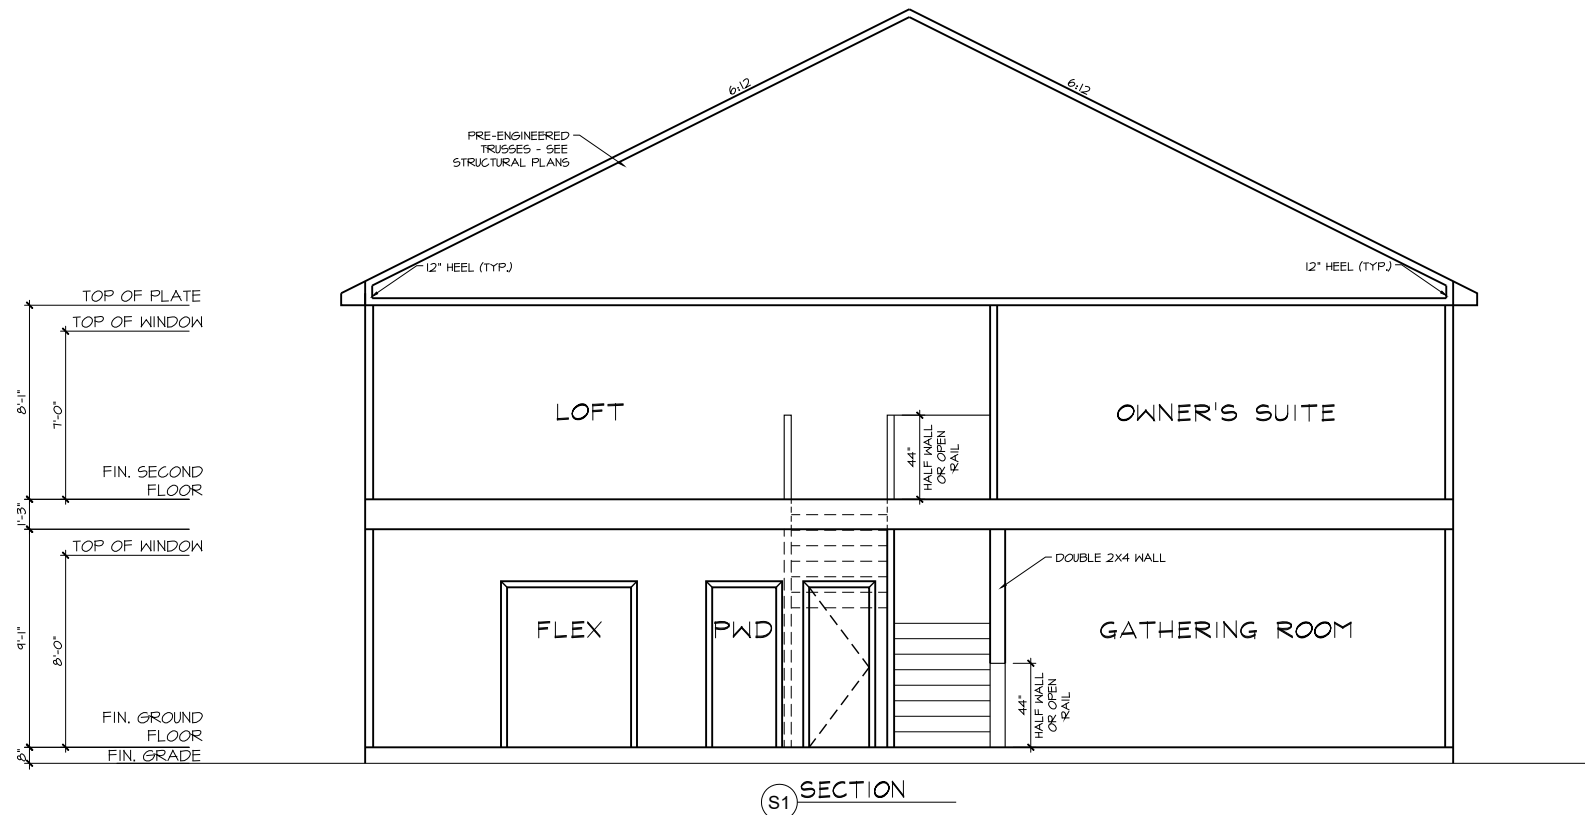 6:12
6:12
PRE-ENGINEERED
TRUSSES - SEE
STRUCTURAL PLANS
12" HEEL (TYP.)
12" HEEL (TYP.)
TOP OF PLATE
TOP OF WINDOW
8'-1"
7'-0"
LOFT
44"
HALF WALL
OR OPEN
RAIL
OWNER'S SUITE
FIN. SECOND
FLOOR
1'-3"
TOP OF WINDOW
DOUBLE 2X4 WALL
9'-1"
8'-0"
FLEX
PWD
GATHERING ROOM
44"
HALF WALL
OR OPEN
RAIL
FIN. GROUND
FLOOR
8"
FIN. GRADE
S1 SECTION